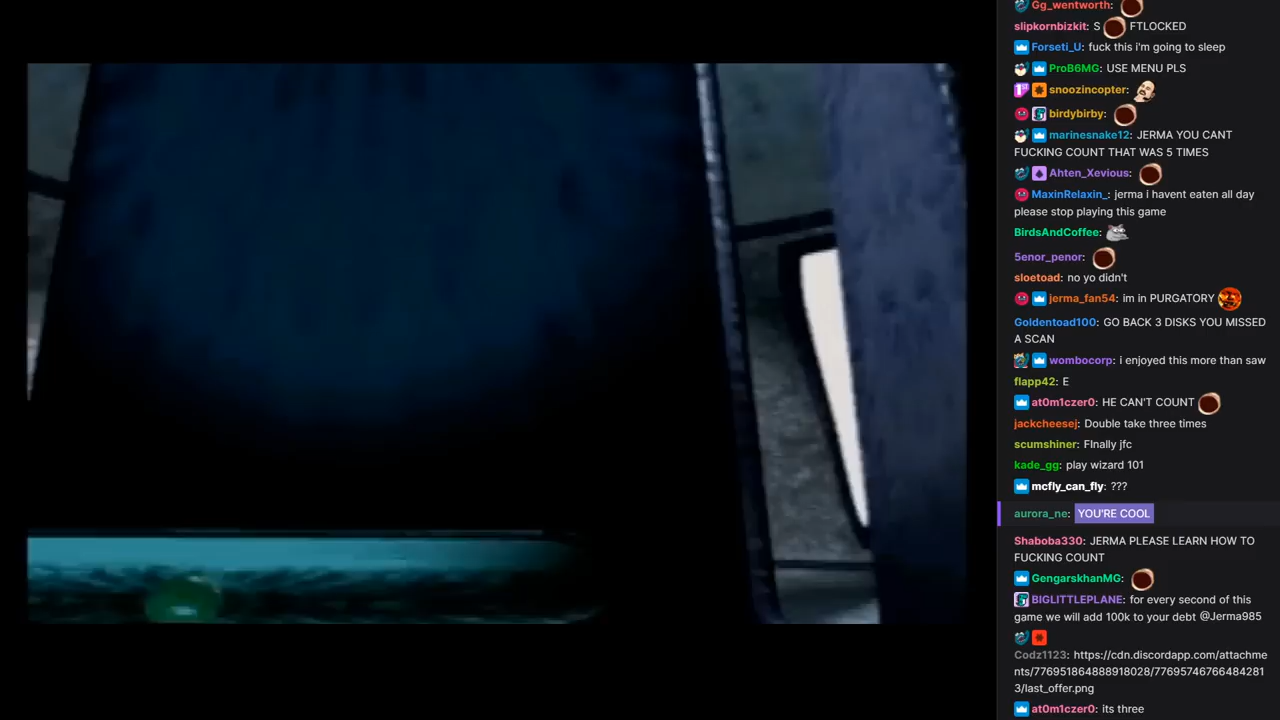 Gg_wentworth:
slipkornbizkit: S FTLOCKED
Forseti_U: fuck this i'm going to sleep
ProB6MG: USE MENU PLS
snoozincopter:
birdybirby:
marinesnake12: JERMA YOU CANT
FUCKING COUNT THAT WAS 5 TIMES
Ahten_Xevious:
MaxinRelaxin_: jerma i havent eaten all day
please stop playing this game
BirdsAndCoffee:
5enor_penor:
sloetoad: no yo didn't
jerma_fan54: im in PURGATORY
Goldentoad100: GO BACK 3 DISKS YOU MISSED
A SCAN
wombocorp: i enjoyed this more than saw
flapp42: E
at0m1czer0: HE CAN'T COUNT
jackcheesej: Double take three times
scumshiner: FInally jfc
kade_gg: play wizard 101
mcfly_can_fly: ???
aurora_ne: YOU'RE COOL
Shaboba330: JERMA PLEASE LEARN HOW TO
FUCKING COUNT
GengarskhanMG:
BIGLITTLEPLANE: for every second of this
game we will add 100k to your debt @Jerma985
Codz1123: https://cdn.discordapp.com/attachme
nts/776951864888918028/77695746766484281
3/last_offer.png
at0m1czer0: its three